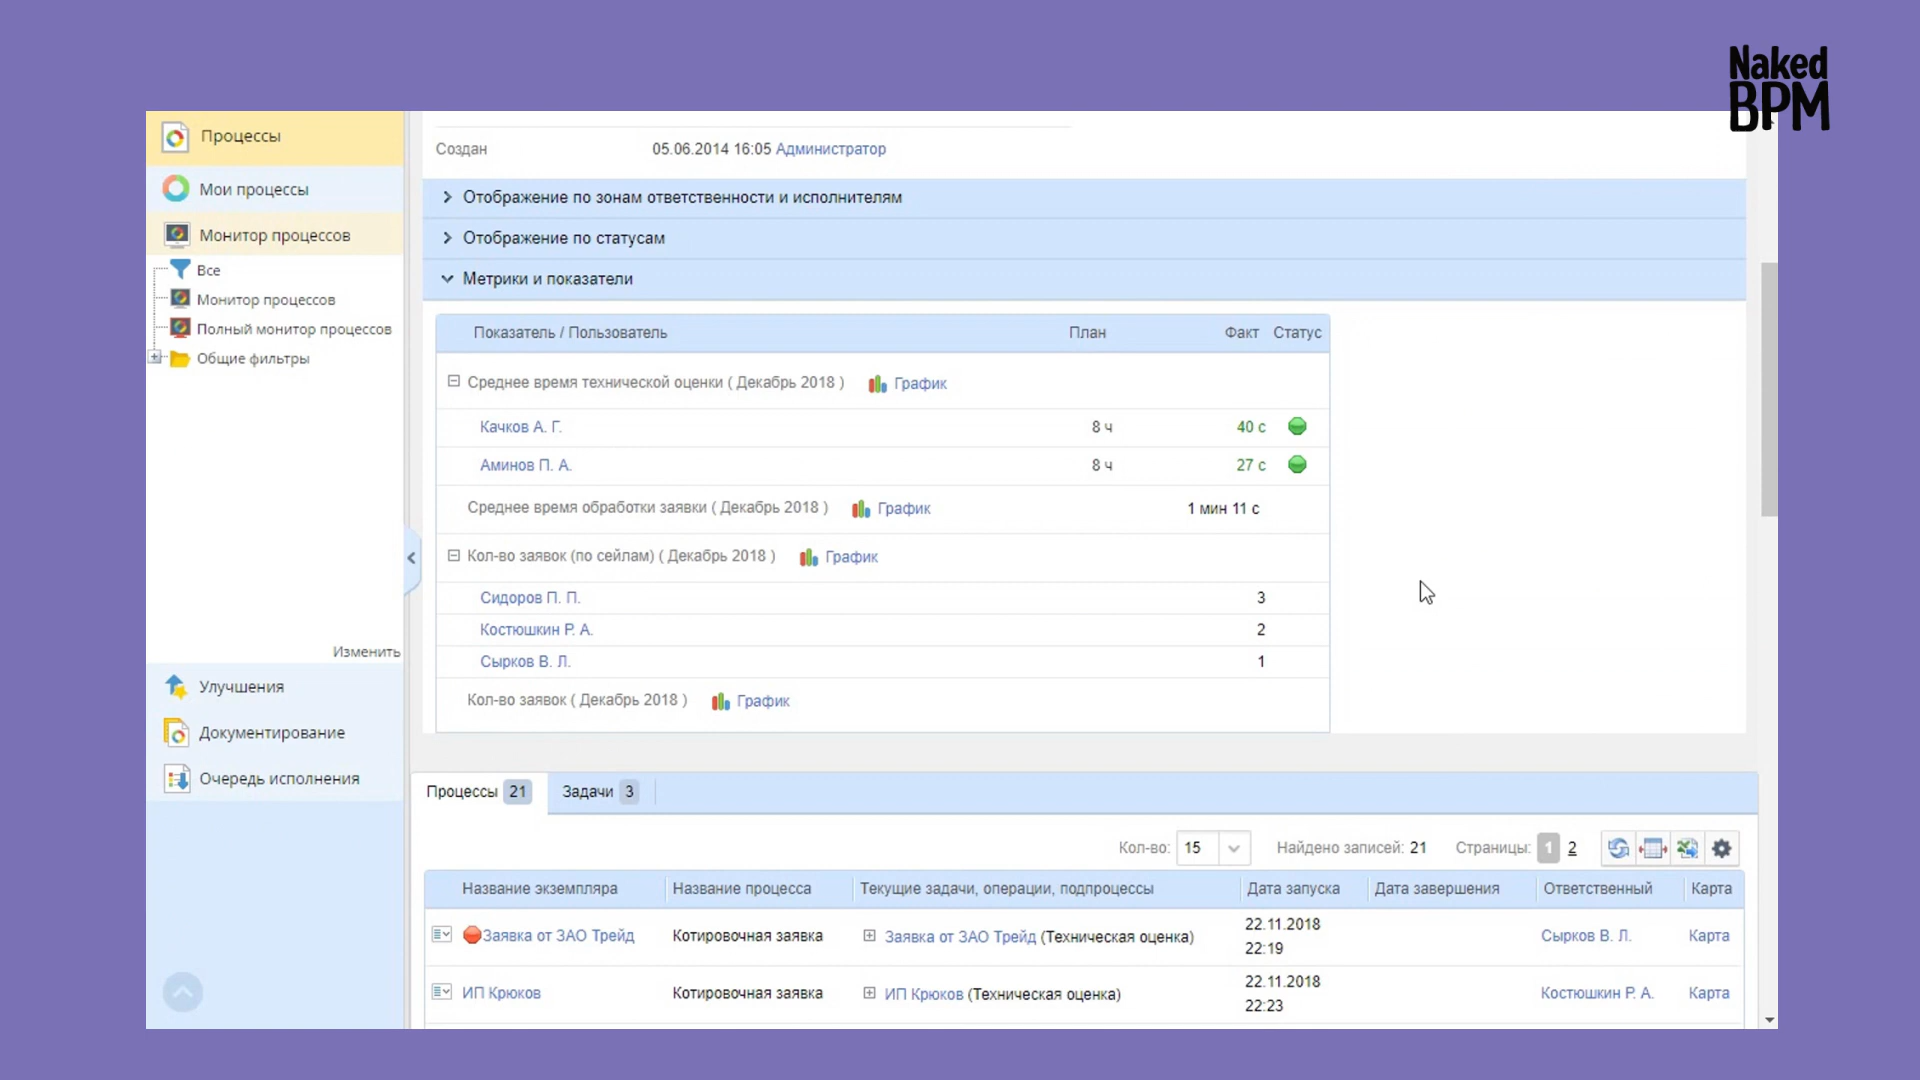 Naked
BPM
Процессы
Мои процессы
Монитор процессов
Все
Монитор процессов
Полный монитор процессов
Общие фильтры
Изменить
Улучшения
Документирование
Очередь исполнения
Создан 05.06.2014 16:05 Администратор
Отображение по зонам ответственности и исполнителям
Отображение по статусам
Метрики и показатели
Показатель / Пользователь План Факт Статус
Среднее время технической оценки ( Декабрь 2018 ) График
Качков А. Г. 8 ч 40 с
Аминов П. А. 8 ч 27 с
Среднее время обработки заявки ( Декабрь 2018 ) График 1 мин 11 с
Кол-во заявок (по сейлам) ( Декабрь 2018 ) График
Сидоров П. П. 3
Костюшкин Р. А. 2
Сырков В. Л. 1
Кол-во заявок ( Декабрь 2018 ) График
Процессы 21 Задачи 3
Кол-во: 15 Найдено записей: 21 Страницы: 1 2
Название экземпляра Название процесса Текущие задачи, операции, подпроцессы Дата запуска Дата завершения Ответственный Карта
Заявка от ЗАО Трейд Котировочная заявка Заявка от ЗАО Трейд (Техническая оценка) 22.11.2018 Сырков В. Л. Карта
22:19
ИП Крюков Котировочная заявка ИП Крюков (Техническая оценка) 22.11.2018 Костюшкин Р. А. Карта
22:23